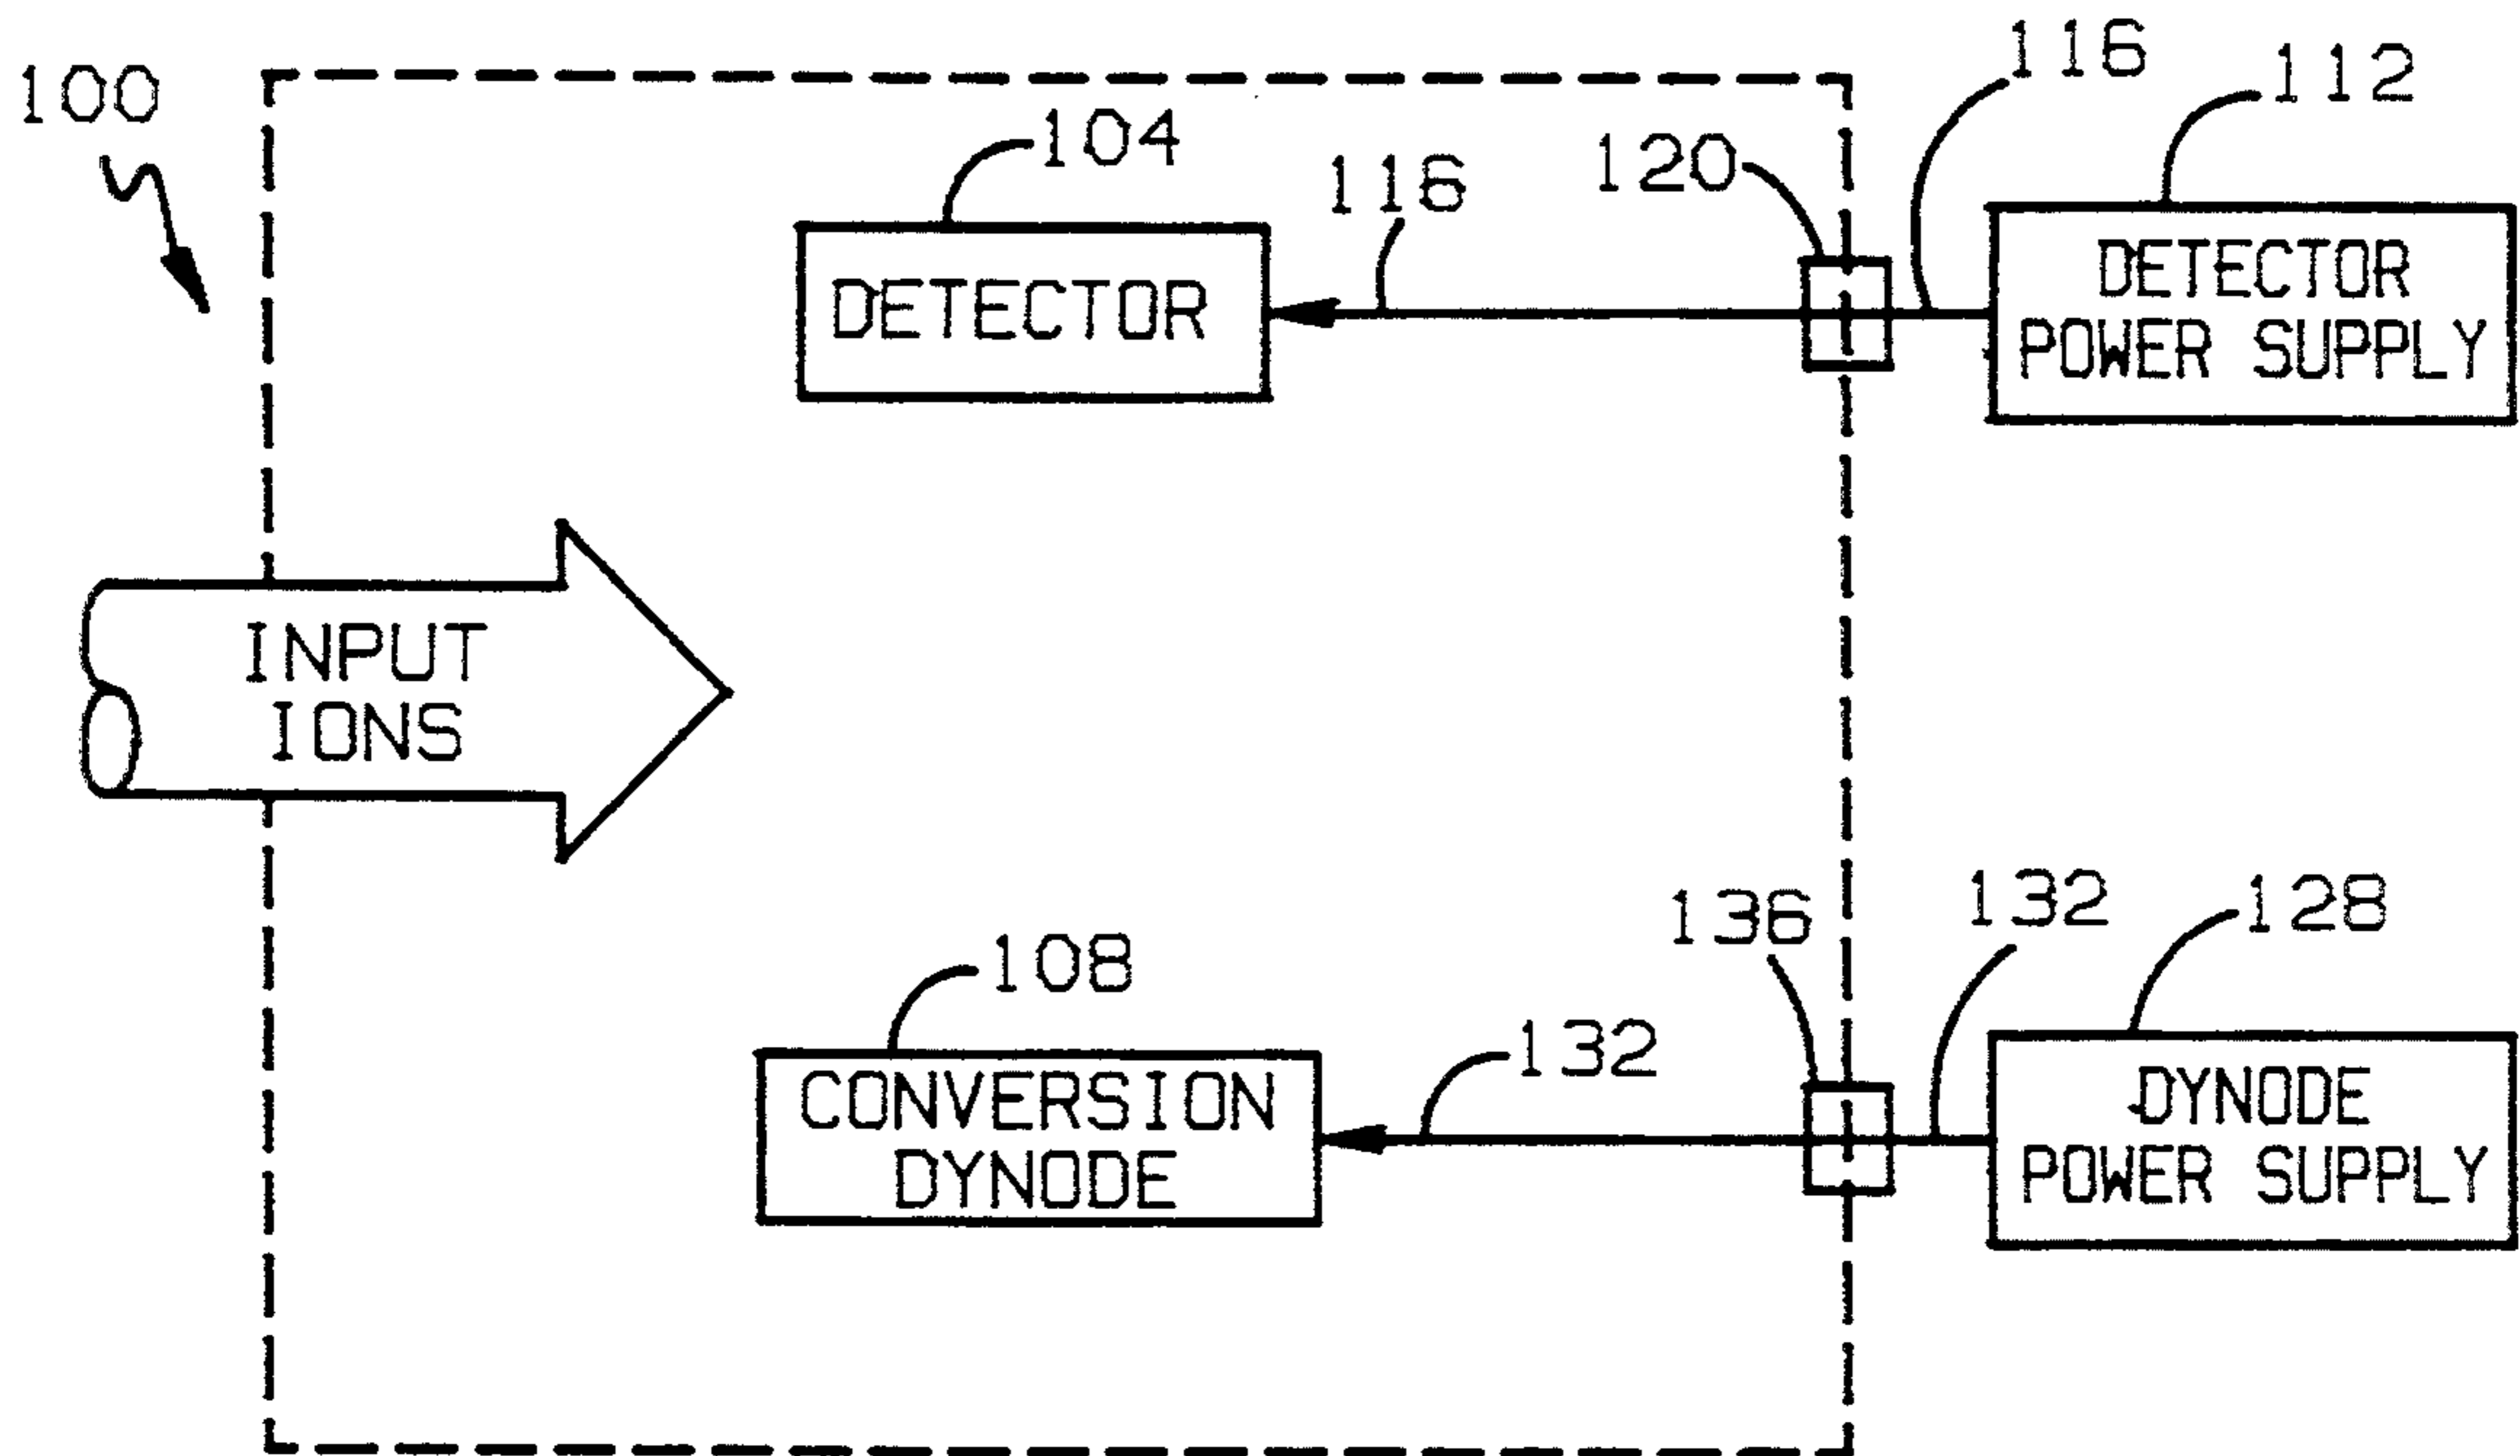 100
116
112
104
116
120
DETECTOR
DETECTOR
POWER SUPPLY
INPUT
IONS
108
132
136
132
128
CONVERSION
DYNODE
DYNODE
POWER SUPPLY